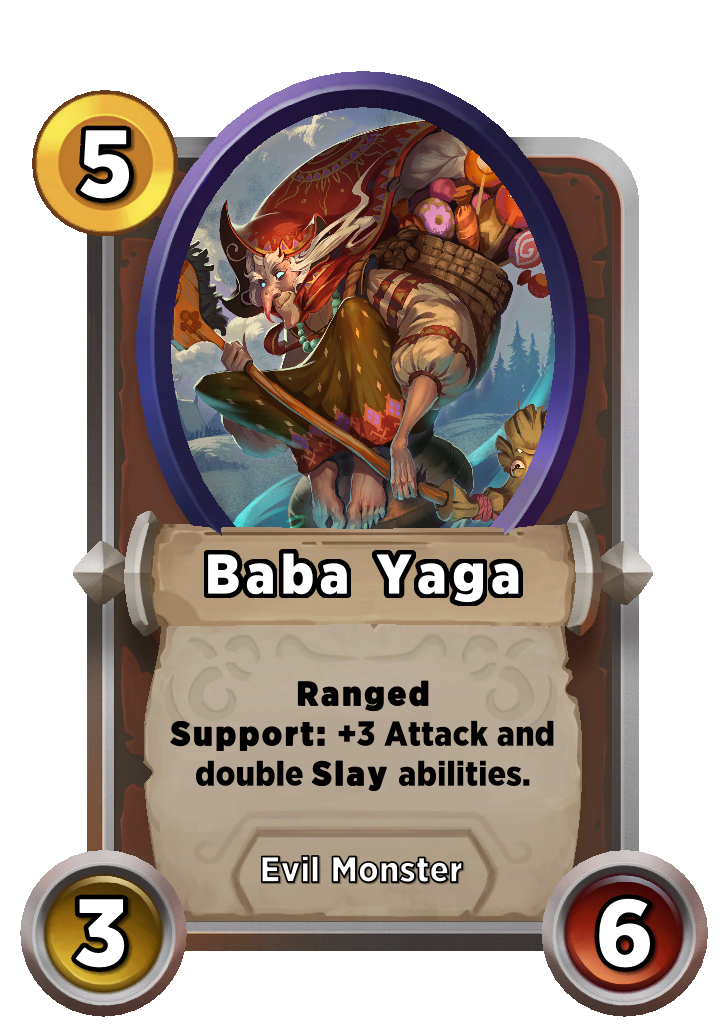 5
Baba Yaga
Ranged
Support: +3 Attack and
double Slay abilities.
Evil Monster
3
6